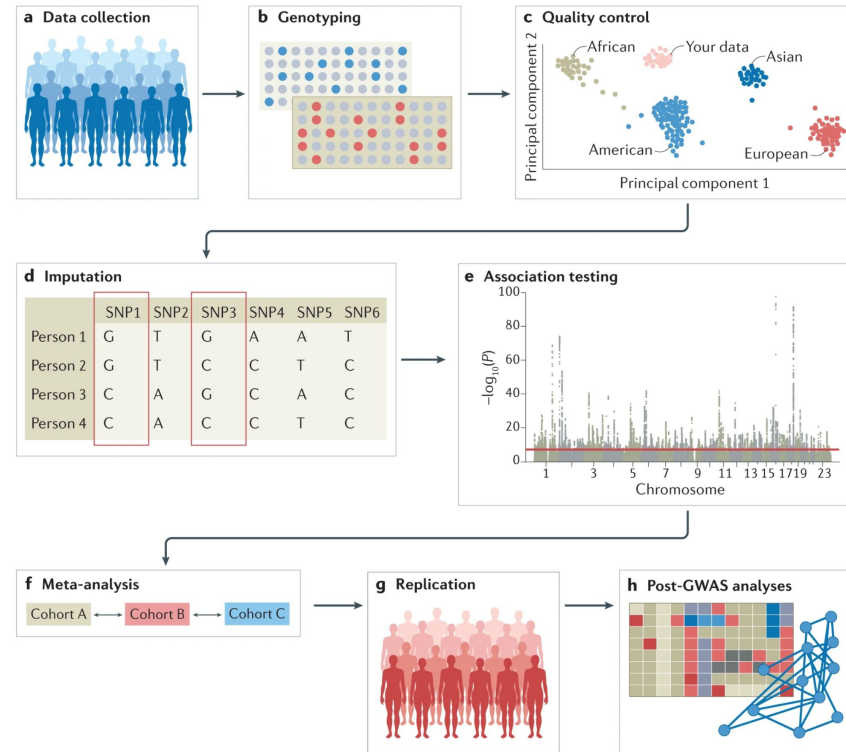 a Data collection
b Genotyping
c Quality control
Principal component 2
African
Your data
Asian
American
European
Principal component 1
d Imputation
SNP1 SNP2 SNP3 SNP4 SNP5 SNP6
Person 1 G T G A A T
Person 2 G T C C T C
Person 3 C A G C A C
Person 4 C A C C T C
e Association testing
–log10(P)
100
80
60
40
20
0
1 3 5 7 9 11 13 15 17 19 23
Chromosome
f Meta-analysis
Cohort A Cohort B Cohort C
g Replication
h Post-GWAS analyses